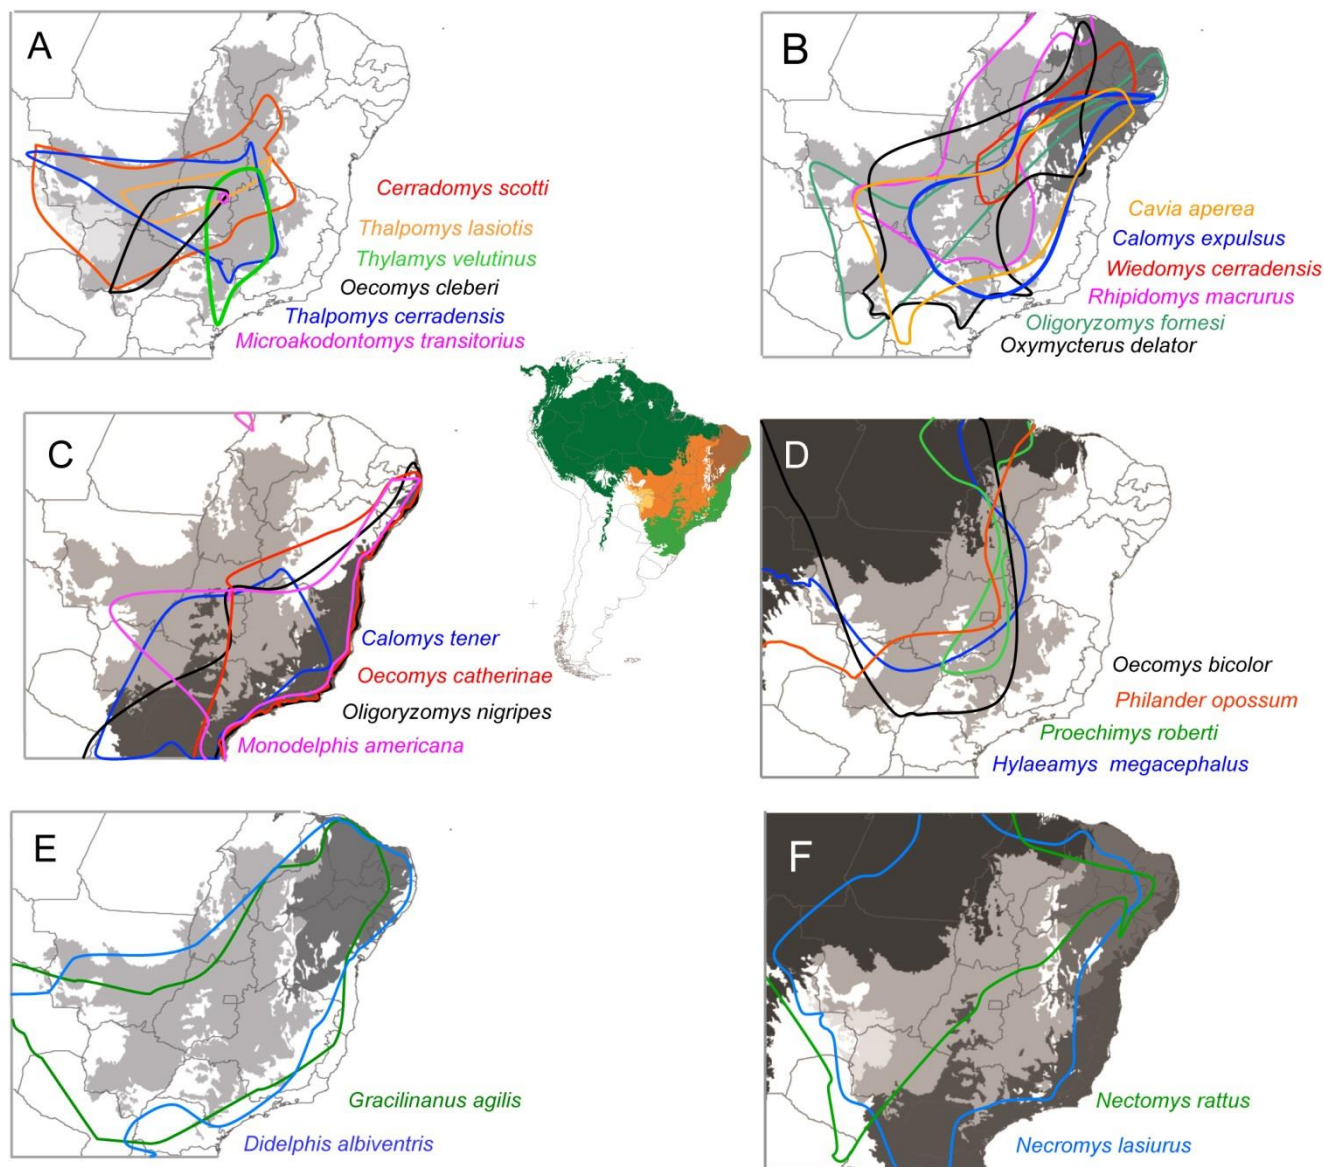 A
Cerradomys scotti
Thalpomys lasiotis
Thylamys velutinus
Oecomys cleberi
Thalpomys cerradensis
Microakodontomys transitorius
B
Cavia aperea
Calomys expulsus
Wiedomys cerradensis
Rhipidomys macrurus
Oligoryzomys fornesi
Oxymycterus delator
C
Calomys tener
Oecomys catherinae
Oligoryzomys nigripes
Monodelphis americana
D
Oecomys bicolor
Philander opossum
Proechimys roberti
Hylaeamys megacephalus
E
Gracilinanus agilis
Didelphis albiventris
F
Nectomys rattus
Necromys lasiurus